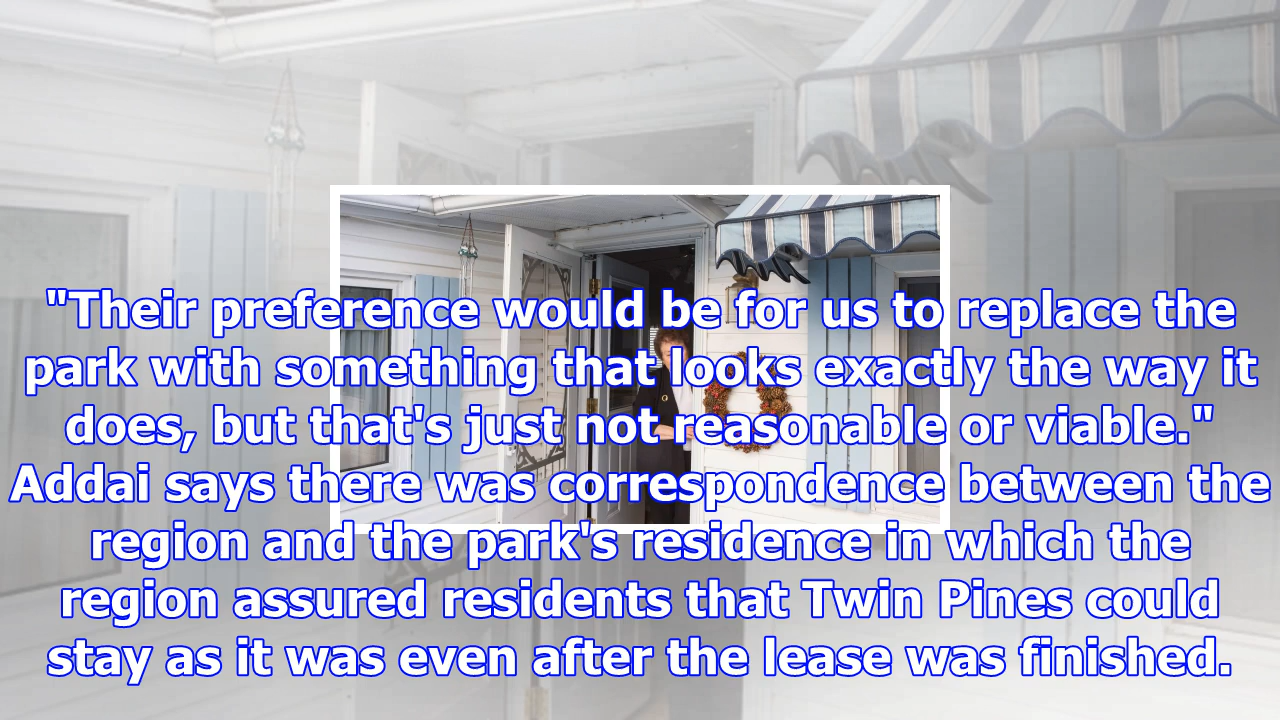 "Their preference would be for us to replace the
park with something that looks exactly the way it
does, but that's just not reasonable or viable."
Addai says there was correspondence between the
region and the park's residence in which the
region assured residents that Twin Pines could
stay as it was even after the lease was finished.